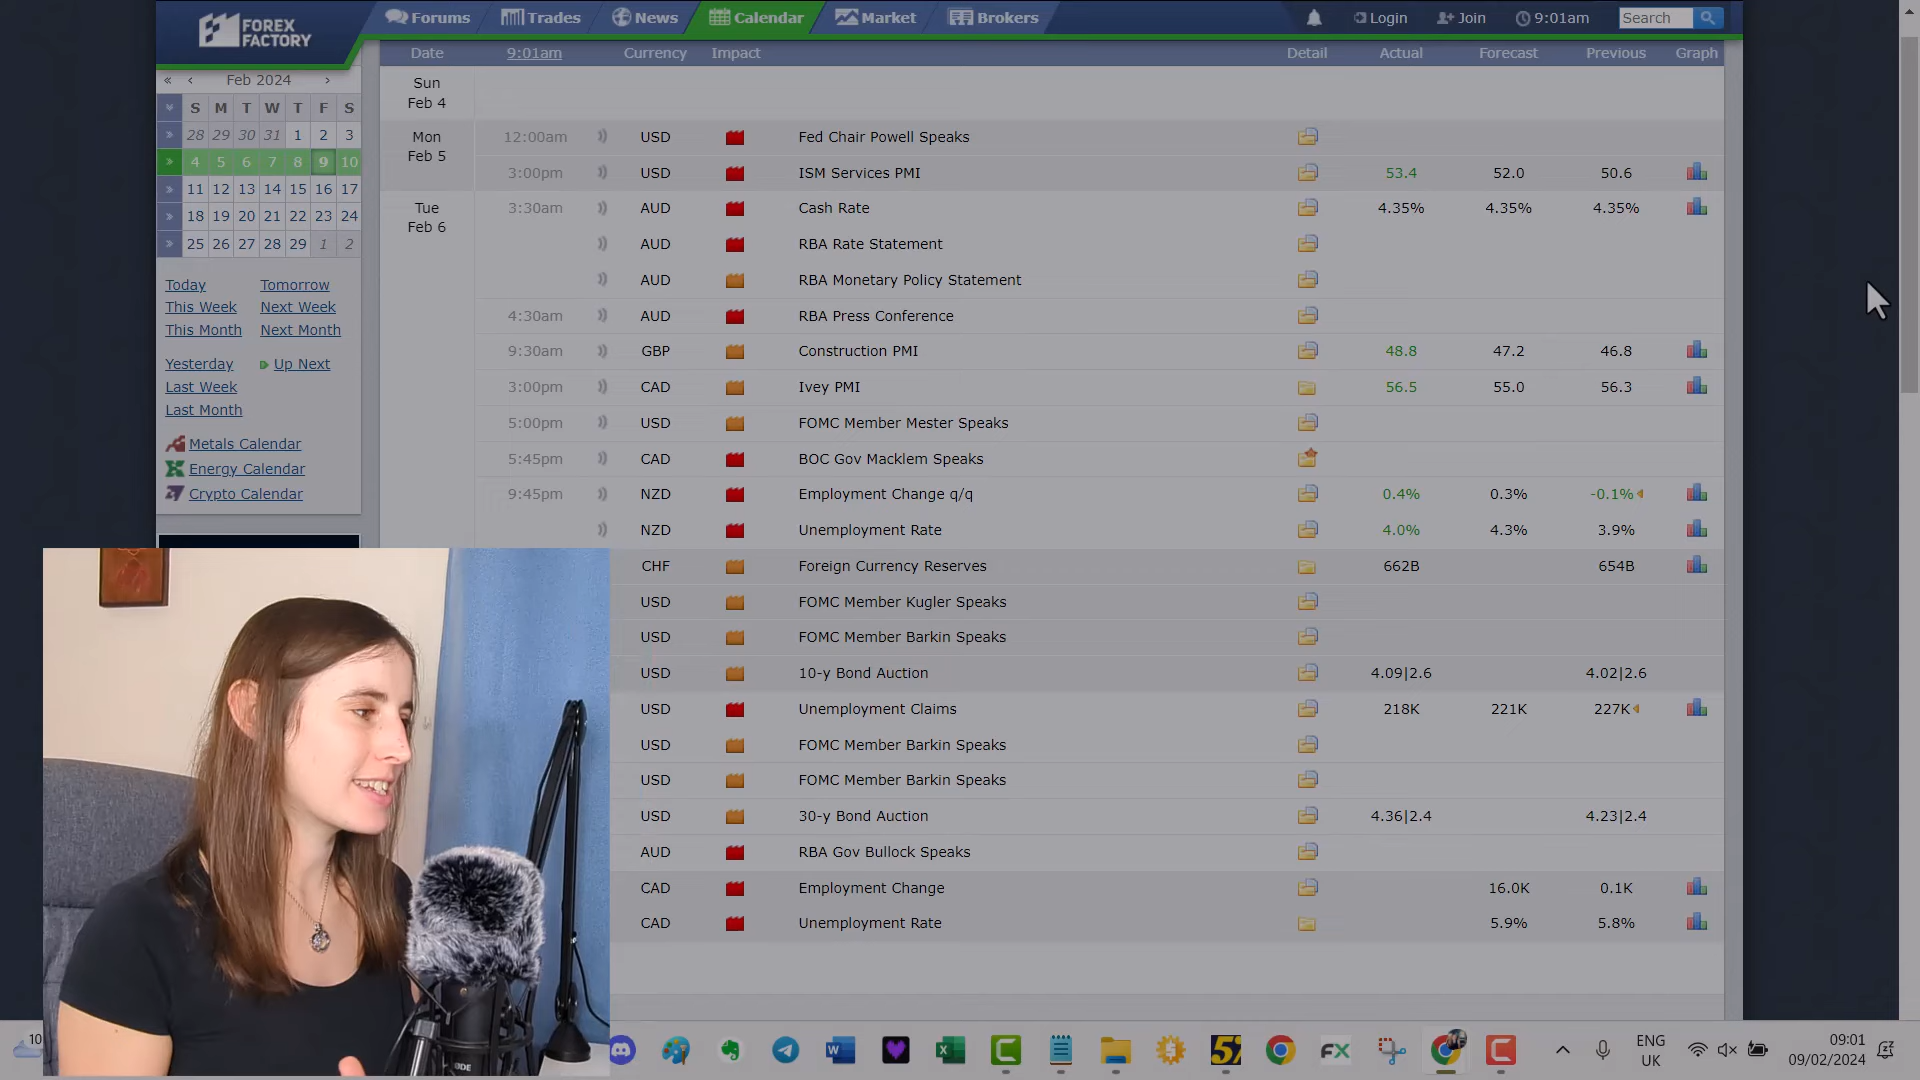 FOREX
FACTORY
Forums Trades News Calendar Market Brokers Login Join 9:01am Search
Date 9:01am Currency Impact Detail Actual Forecast Previous Graph
« ‹ Feb 2024 ›
S M T W T F S
28 29 30 31 1 2 3
4 5 6 7 8 9 10
11 12 13 14 15 16 17
18 19 20 21 22 23 24
25 26 27 28 29 1 2
Today Tomorrow
This Week Next Week
This Month Next Month
Yesterday Up Next
Last Week
Last Month
Metals Calendar
Energy Calendar
Crypto Calendar
Sun
Feb 4
Mon
Feb 5
12:00am USD Fed Chair Powell Speaks
3:00pm USD ISM Services PMI 53.4 52.0 50.6
Tue
Feb 6
3:30am AUD Cash Rate 4.35% 4.35% 4.35%
AUD RBA Rate Statement
AUD RBA Monetary Policy Statement
4:30am AUD RBA Press Conference
9:30am GBP Construction PMI 48.8 47.2 46.8
3:00pm CAD Ivey PMI 56.5 55.0 56.3
5:00pm USD FOMC Member Mester Speaks
5:45pm CAD BOC Gov Macklem Speaks
9:45pm NZD Employment Change q/q 0.4% 0.3% -0.1%
NZD Unemployment Rate 4.0% 4.3% 3.9%
CHF Foreign Currency Reserves 662B 654B
USD FOMC Member Kugler Speaks
USD FOMC Member Barkin Speaks
USD 10-y Bond Auction 4.09|2.6 4.02|2.6
USD Unemployment Claims 218K 221K 227K
USD FOMC Member Barkin Speaks
USD FOMC Member Barkin Speaks
USD 30-y Bond Auction 4.36|2.4 4.23|2.4
AUD RBA Gov Bullock Speaks
CAD Employment Change 16.0K 0.1K
CAD Unemployment Rate 5.9% 5.8%
10
FX
ENG
UK
09:01
09/02/2024